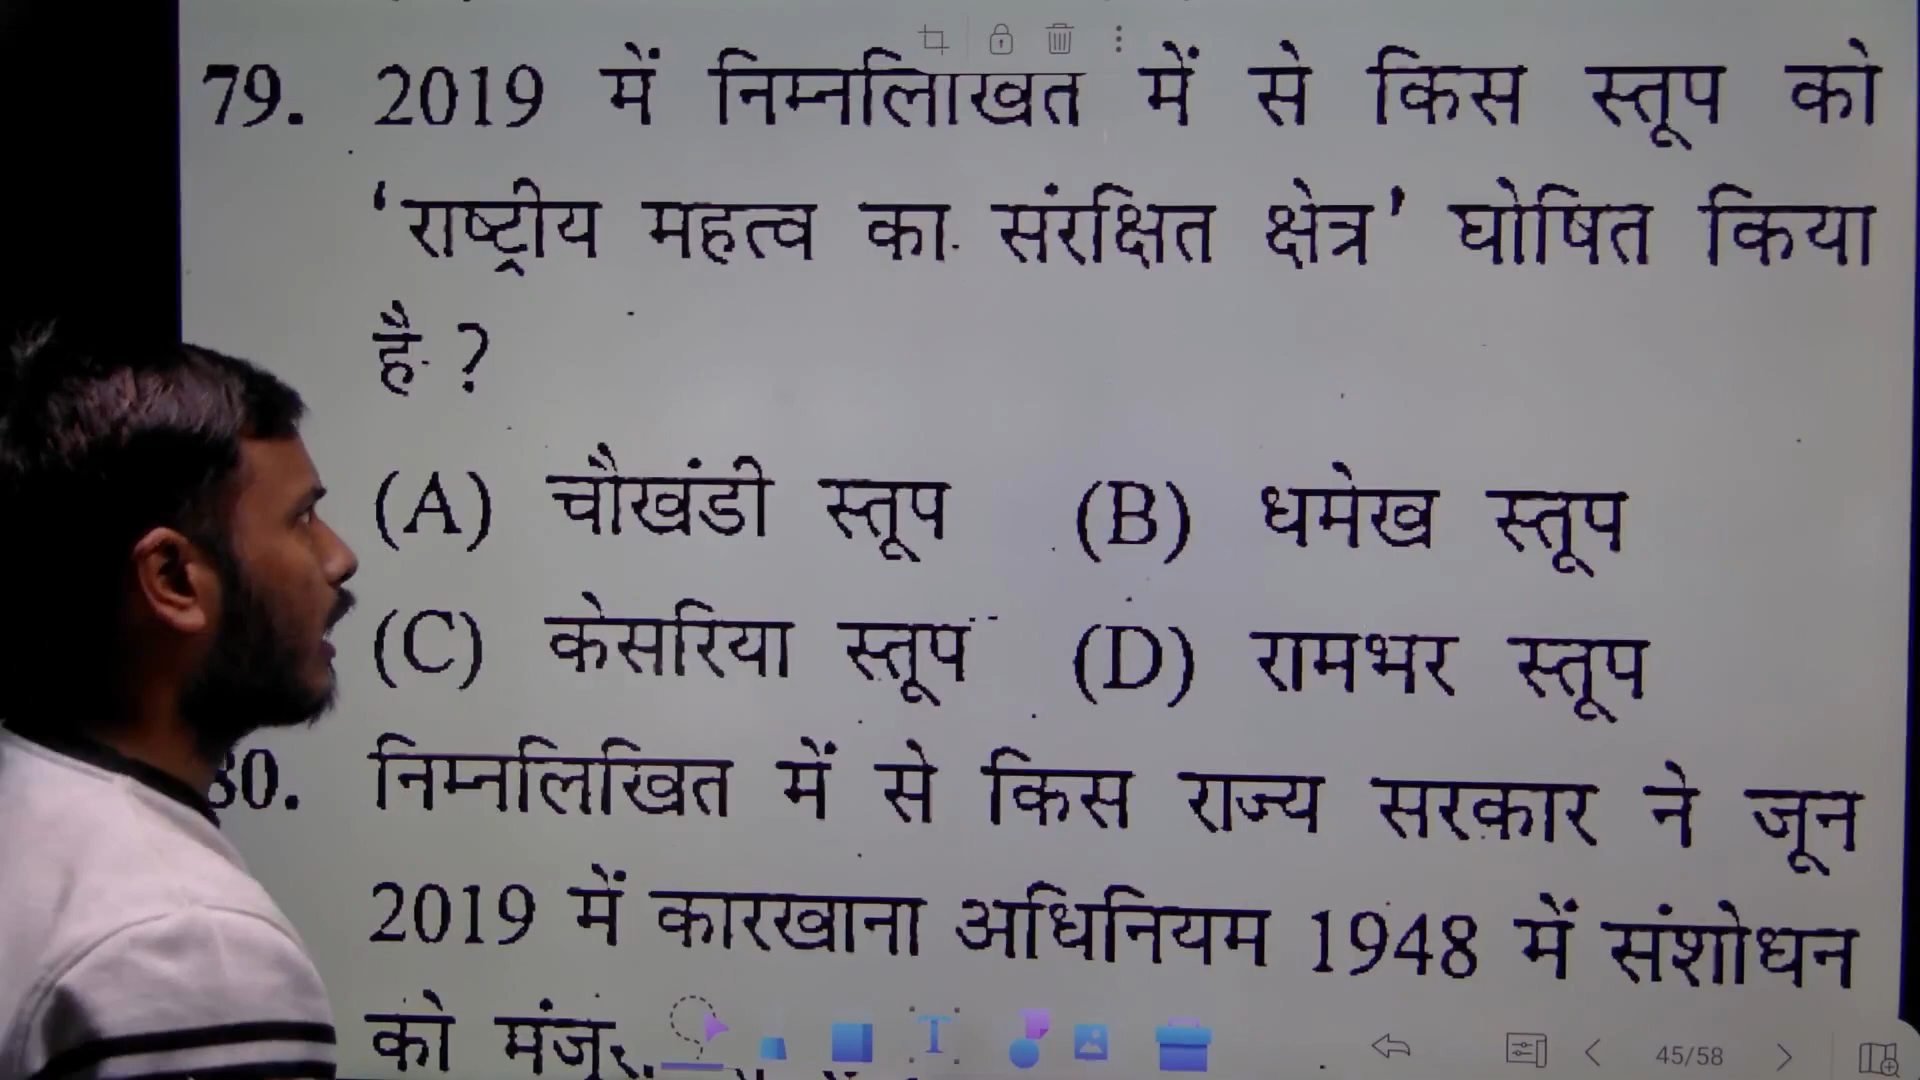 79. 2019 में निम्नलिखित में से किस स्तूप को
‘राष्ट्रीय महत्व का संरक्षित क्षेत्र’ घोषित किया
है ?
(A) चौखंडी स्तूप (B) धमेख स्तूप
(C) केसरिया स्तूप (D) रामभर स्तूप
80. निम्नलिखित में से किस राज्य सरकार ने जून
2019 में कारखाना अधिनियम 1948 में संशोधन
को
45/58